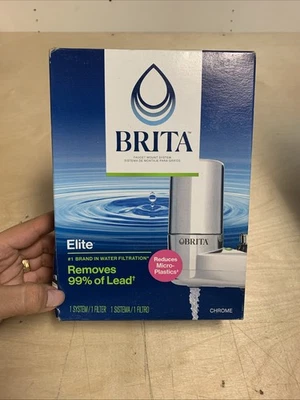 BRITA
FAUCET MOUNT SYSTEM
SISTEMA DE MONTAJE PARA GRIFO
Elite™
#1 BRAND IN WATER FILTRATION*
Removes
99% of Lead†
Reduces
Micro-
Plastics‡
BRITA
1 SYSTEM / 1 FILTER 1 SISTEMA / 1 FILTRO
CHROME